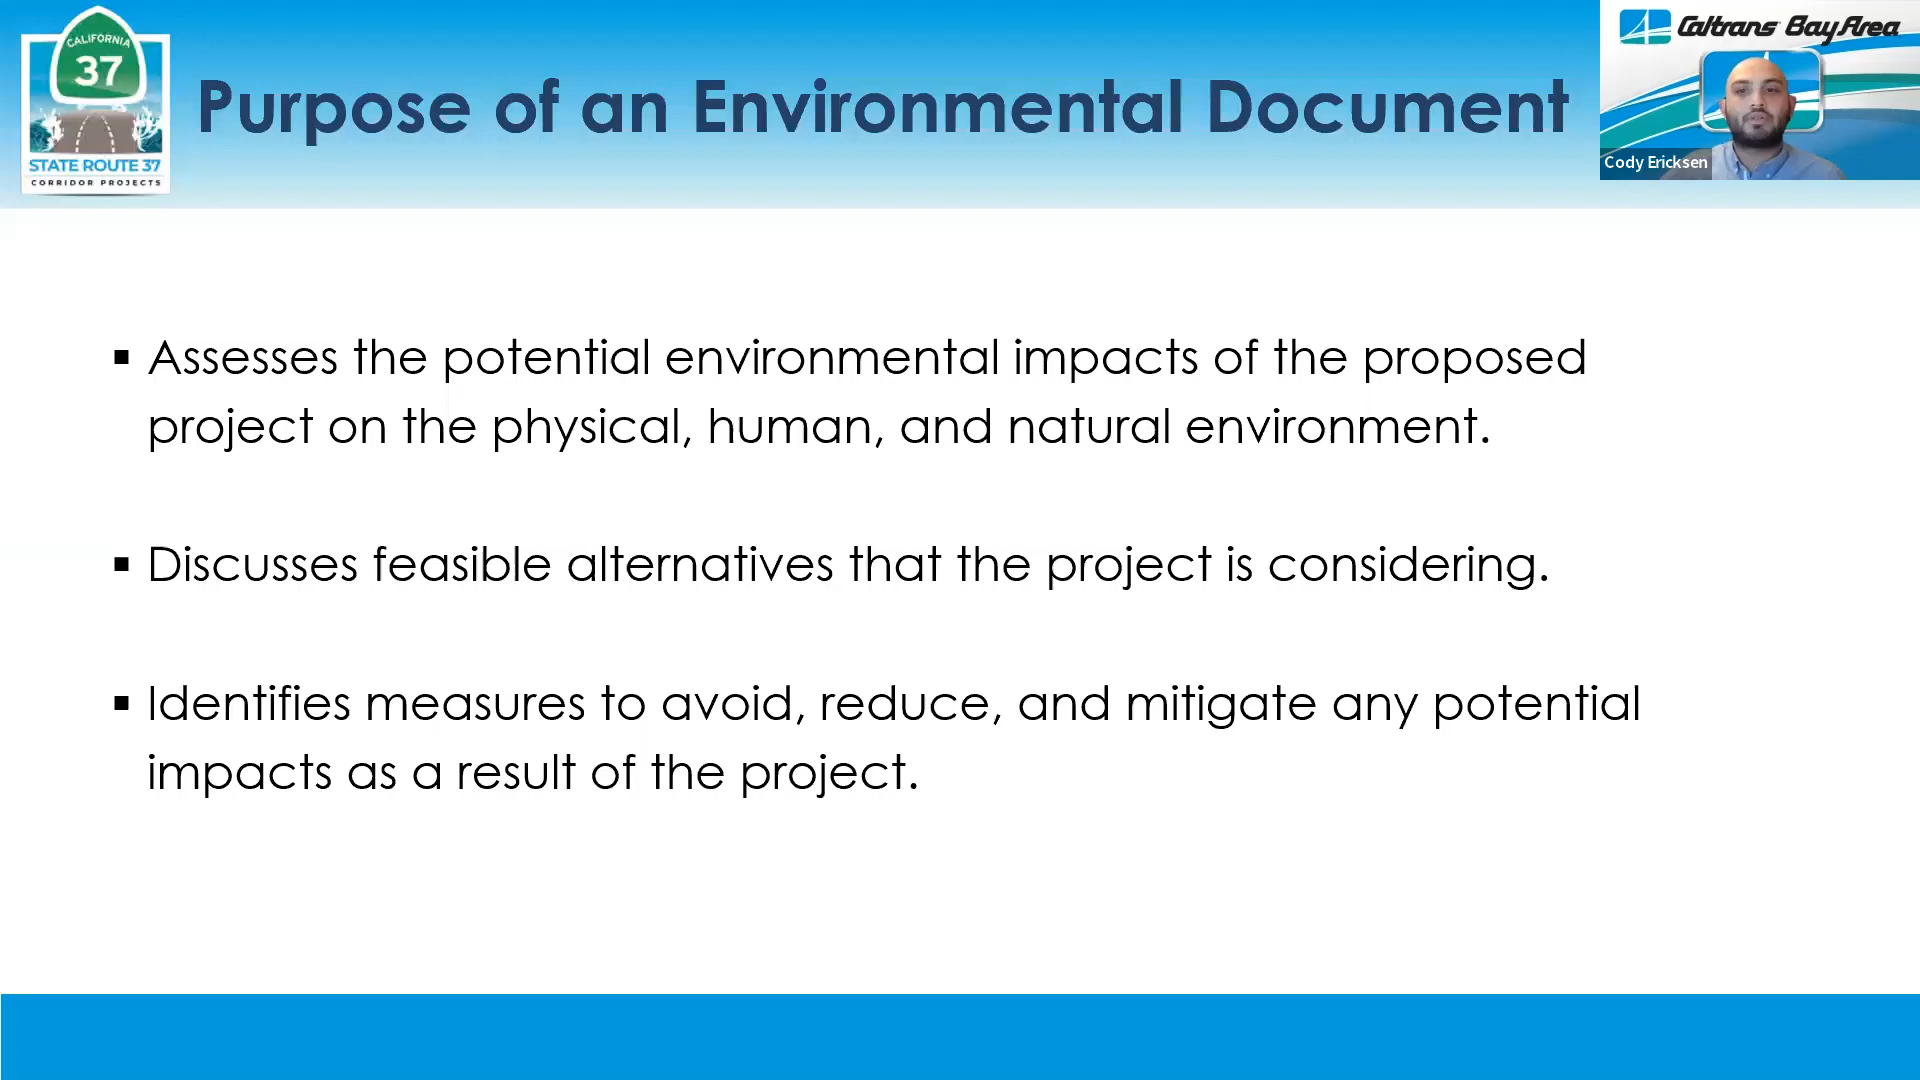 CALIFORNIA
37
STATE ROUTE 37
CORRIDOR PROJECTS
Purpose of an Environmental Document
Caltrans Bay Area
Cody Ericksen
▪ Assesses the potential environmental impacts of the proposed
project on the physical, human, and natural environment.
▪ Discusses feasible alternatives that the project is considering.
▪ Identifies measures to avoid, reduce, and mitigate any potential
impacts as a result of the project.